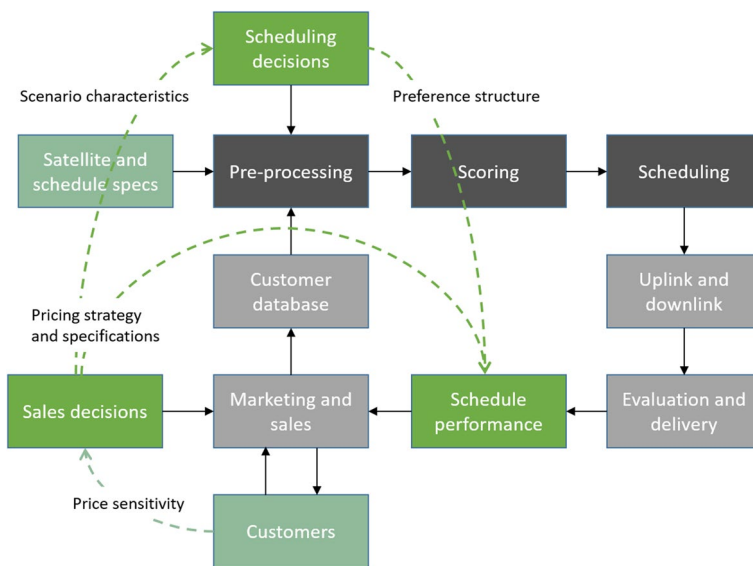 Scheduling
decisions
Scenario characteristics
Preference structure
Satellite and
schedule specs
Pre-processing
Scoring
Scheduling
Customer
database
Uplink and
downlink
Pricing strategy
and specifications
Sales decisions
Marketing and
sales
Schedule
performance
Evaluation and
delivery
Price sensitivity
Customers